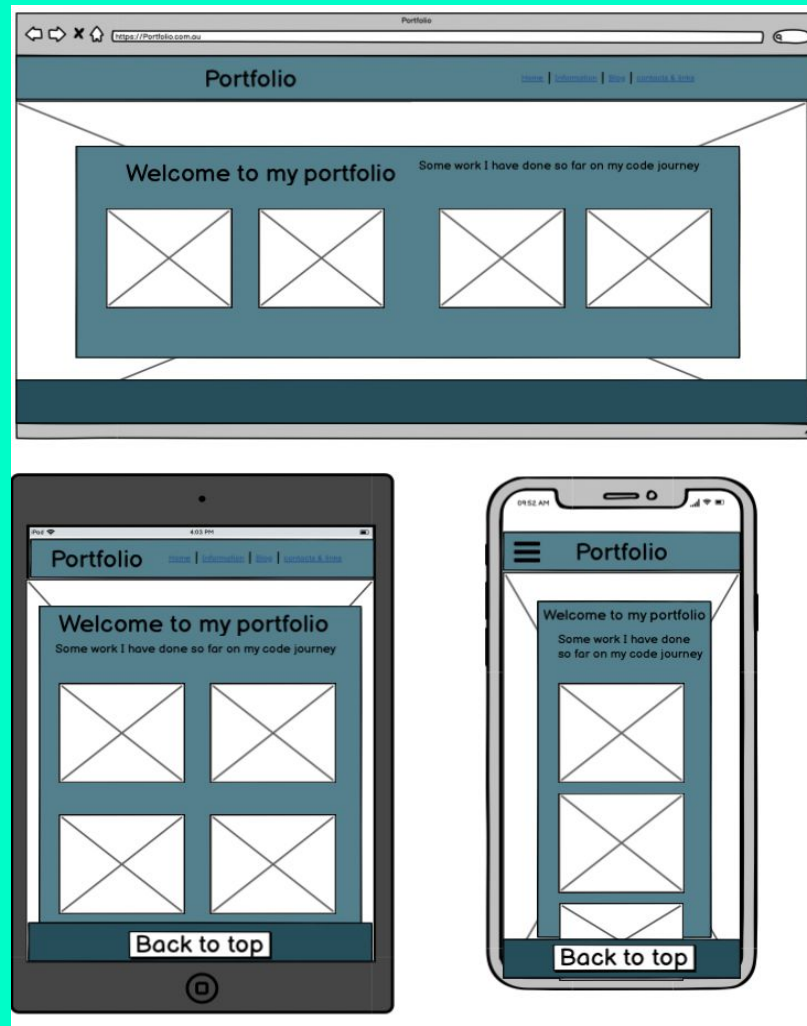 Portfolio
https://Portfolio.com.au
Portfolio
Home | Information | Blog | contacts & links
Welcome to my portfolio
Some work I have done so far on my code journey
iPad
4:03 PM
Portfolio
Home | Information | Blog | contacts & links
Welcome to my portfolio
Some work I have done so far on my code journey
Back to top
09:52 AM
Portfolio
Welcome to my portfolio
Some work I have done
so far on my code journey
Back to top